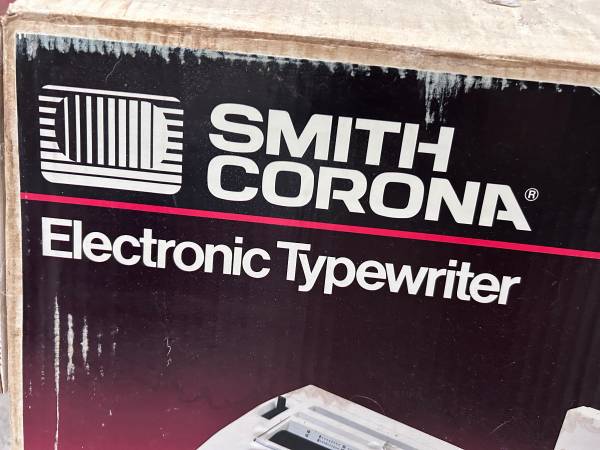 SMITH
CORONA®
Electronic Typewriter